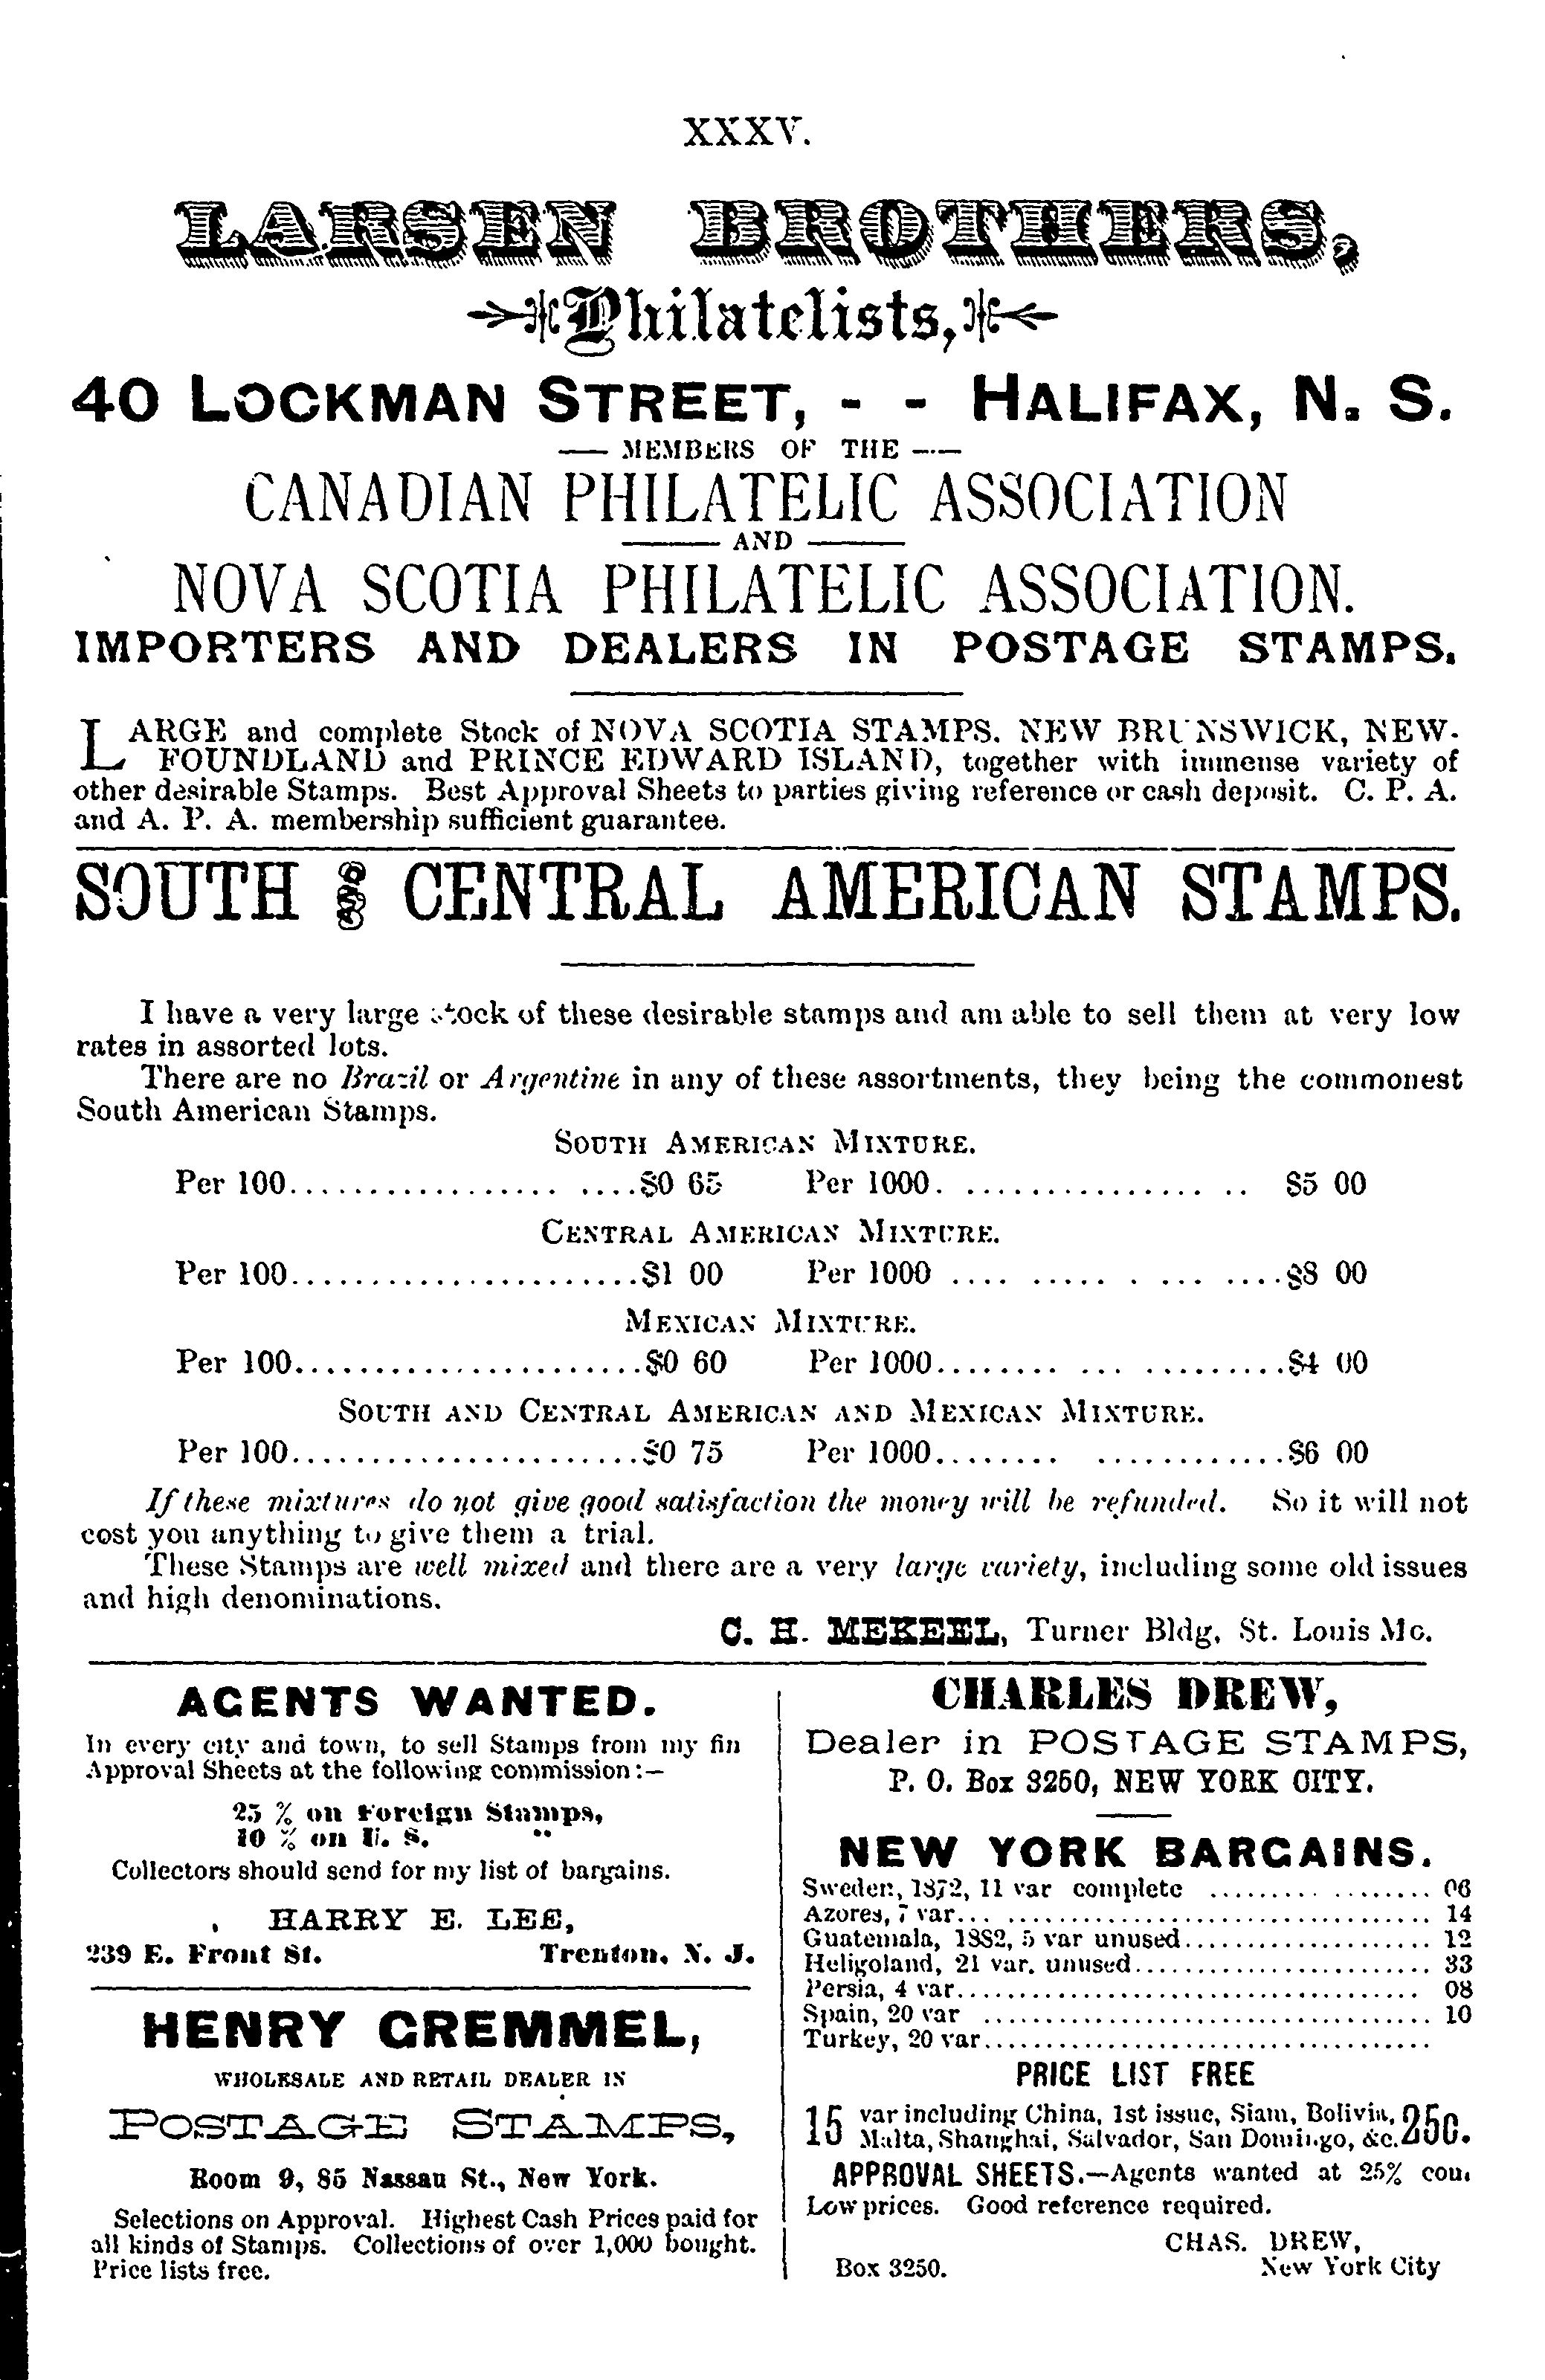 XXXV.
LARSEN BROTHERS,
Philatelists,
40 LOCKMAN STREET, - - HALIFAX, N. S.
— MEMBERS OF THE —
CANADIAN PHILATELIC ASSOCIATION
— AND —
NOVA SCOTIA PHILATELIC ASSOCIATION.
IMPORTERS AND DEALERS IN POSTAGE STAMPS.
LARGE and complete Stock of NOVA SCOTIA STAMPS. NEW BRUNSWICK, NEW-
FOUNDLAND and PRINCE EDWARD ISLAND, together with immense variety of
other desirable Stamps. Best Approval Sheets to parties giving reference or cash deposit. C. P. A.
and A. P. A. membership sufficient guarantee.
SOUTH AND CENTRAL AMERICAN STAMPS.
I have a very large stock of these desirable stamps and am able to sell them at very low
rates in assorted lots.
There are no Brazil or Argentine in any of these assortments, they being the commonest
South American Stamps.
SOUTH AMERICAN MIXTURE.
Per 100.....................$0 65 Per 1000. .................. $5 00
CENTRAL AMERICAN MIXTURE.
Per 100......................$1 00 Per 1000 ....................$8 00
MEXICAN MIXTURE.
Per 100......................$0 60 Per 1000....................$4 00
SOUTH AND CENTRAL AMERICAN AND MEXICAN MIXTURE.
Per 100......................$0 75 Per 1000....................$6 00
If these mixtures do not give good satisfaction the money will be refunded. So it will not
cost you anything to give them a trial.
These Stamps are well mixed and there are a very large variety, including some old issues
and high denominations.
C. H. MEKEEL, Turner Bldg, St. Louis Mo.
AGENTS WANTED.
In every city and town, to sell Stamps from my fin
Approval Sheets at the following commission:—
25 % on Foreign Stamps,
10 % on U. S. "
Collectors should send for my list of bargains.
HARRY E. LEE,
239 E. Front St. Trenton, N. J.
HENRY GREMMEL,
WHOLESALE AND RETAIL DEALER IN
POSTAGE STAMPS,
Room 9, 85 Nassau St., New York.
Selections on Approval. Highest Cash Prices paid for
all kinds of Stamps. Collections of over 1,000 bought.
Price lists free.
CHARLES DREW,
Dealer in POSTAGE STAMPS,
P. O. Box 3250, NEW YORK CITY.
NEW YORK BARGAINS.
Sweden, 1872, 11 var complete .................. 06
Azores, 7 var.............................. 14
Guatemala, 1882, 5 var unused.................... 12
Heligoland, 21 var. unused........................ 33
Persia, 4 var..................................... 08
Spain, 20 var .................................... 10
Turkey, 20 var....................................
PRICE LIST FREE
15 var including China, 1st issue, Siam, Bolivia, 25c.
Malta, Shanghai, Salvador, San Domingo, &c.
APPROVAL SHEETS.—Agents wanted at 25% com
Low prices. Good reference required.
CHAS. DREW,
Box 3250. New York City